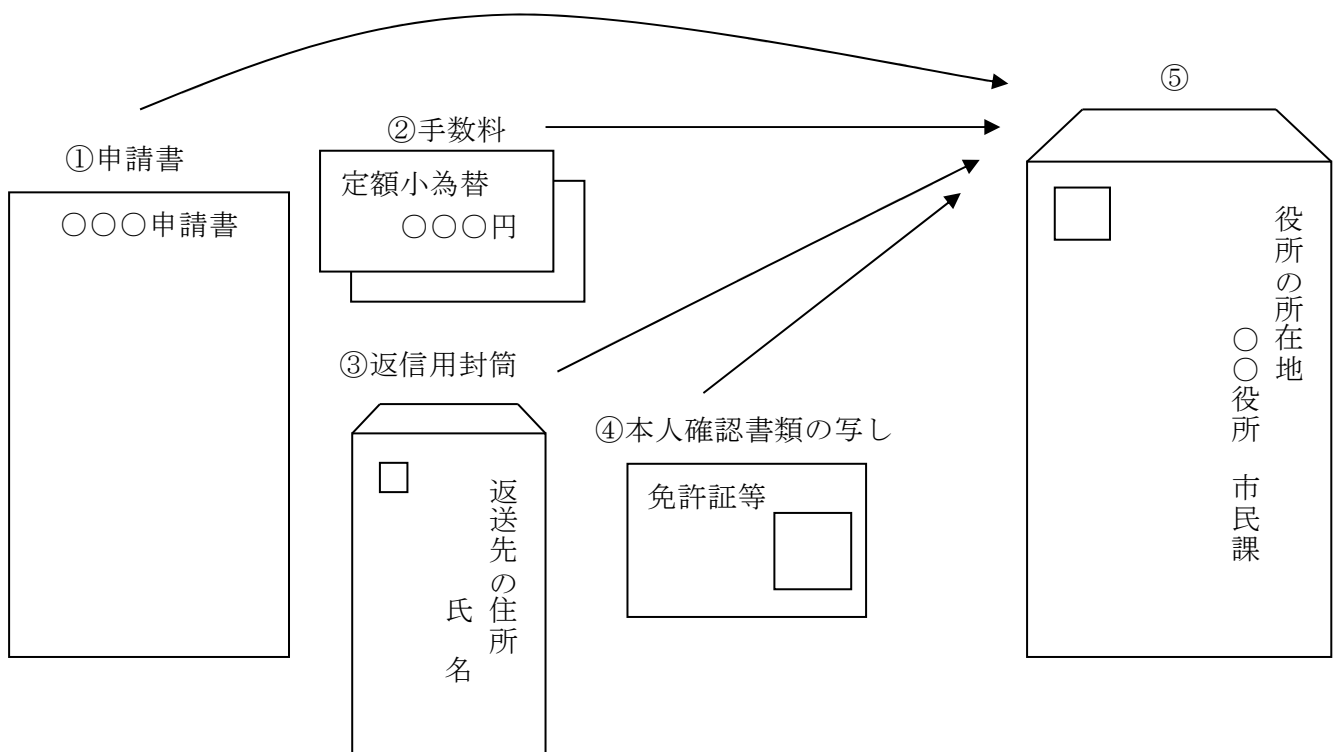 ①申請書
○○○申請書
②手数料
定額小為替
○○○円
③返信用封筒
返送先の住所
氏 名
④本人確認書類の写し
免許証等
⑤
役所の所在地
○○役所 市民課